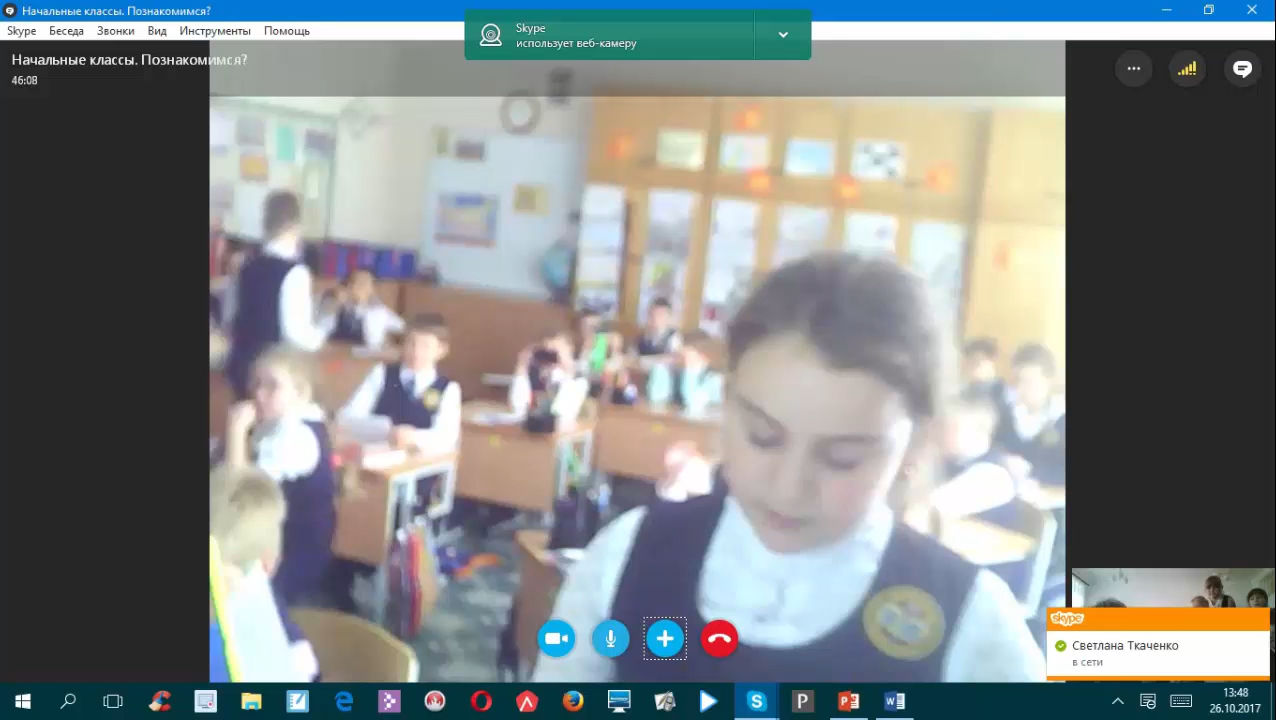 Начальные классы. Познакомимся?
Skype Беседа Звонки Вид Инструменты Помощь
Skype
использует веб-камеру
Начальные классы. Познакомимся?
46:08
skype
Светлана Ткаченко
в сети
13:48
26.10.2017